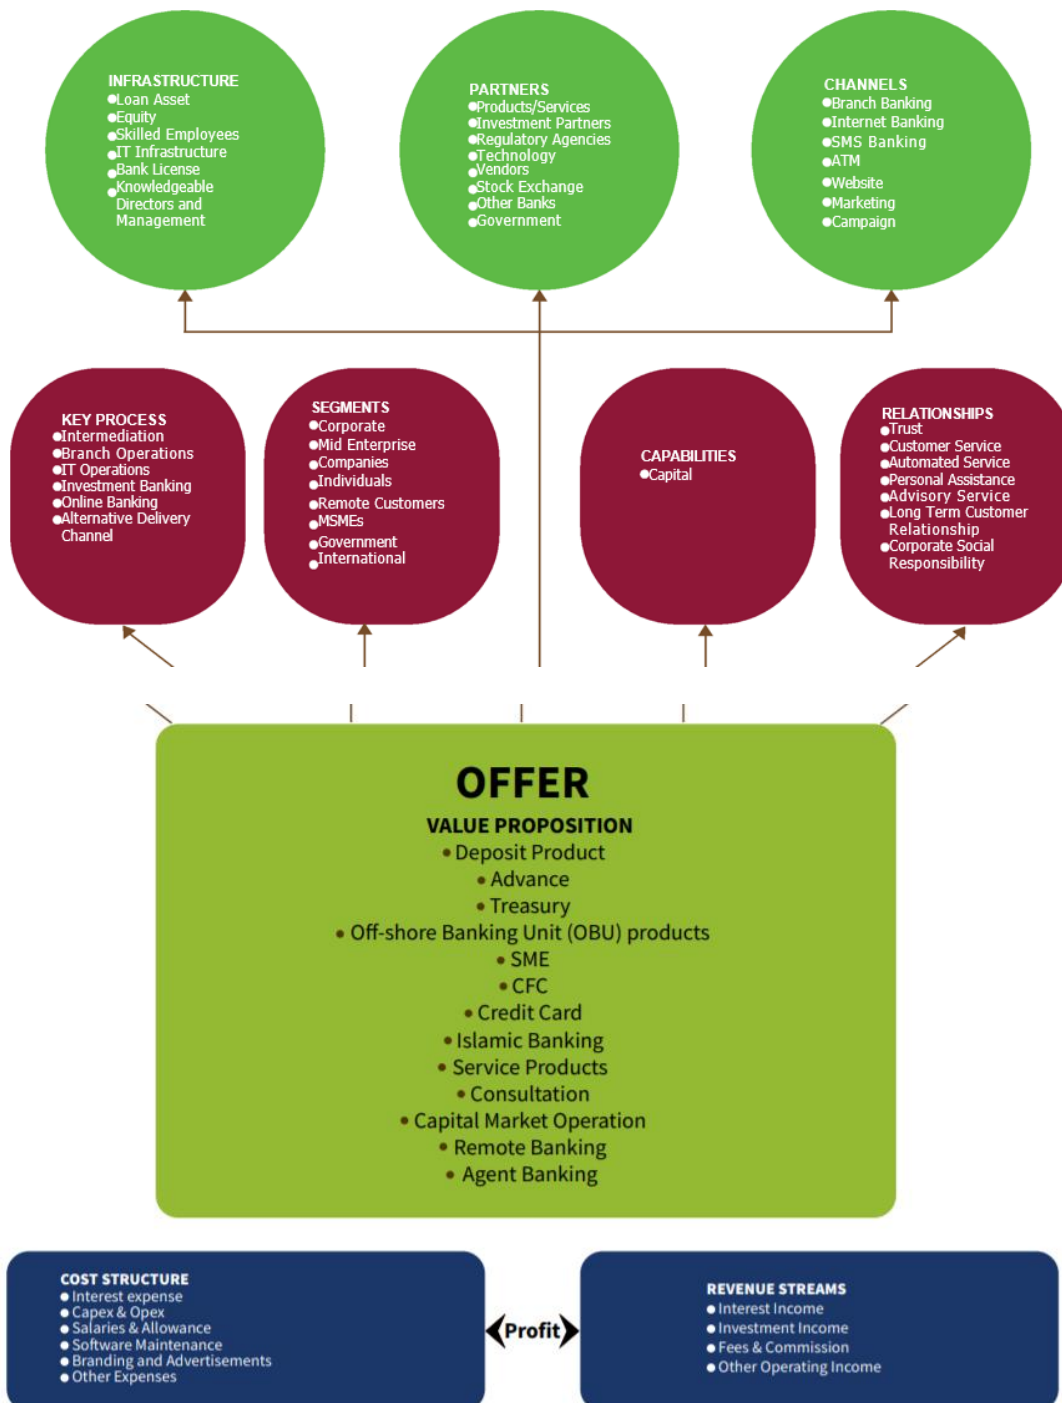 INFRASTRUCTURE
●Loan Asset
●Equity
●Skilled Employees
●IT Infrastructure
●Bank License
●Knowledgeable
Directors and
Management
PARTNERS
●Products/Services
●Investment Partners
●Regulatory Agencies
●Technology
●Vendors
●Stock Exchange
●Other Banks
●Government
CHANNELS
●Branch Banking
●Internet Banking
●SMS Banking
●ATM
●Website
●Marketing
●Campaign
KEY PROCESS
●Intermediation
●Branch Operations
●IT Operations
●Investment Banking
●Online Banking
●Alternative Delivery
Channel
SEGMENTS
●Corporate
●Mid Enterprise
●Companies
●Individuals
●Remote Customers
●MSMEs
●Government
●International
CAPABILITIES
●Capital
RELATIONSHIPS
●Trust
●Customer Service
●Automated Service
●Personal Assistance
●Advisory Service
●Long Term Customer
Relationship
●Corporate Social
Responsibility
OFFER
VALUE PROPOSITION
• Deposit Product
• Advance
• Treasury
• Off-shore Banking Unit (OBU) products
• SME
• CFC
• Credit Card
• Islamic Banking
• Service Products
• Consultation
• Capital Market Operation
• Remote Banking
• Agent Banking
COST STRUCTURE
● Interest expense
● Capex & Opex
● Salaries & Allowance
● Software Maintenance
● Branding and Advertisements
● Other Expenses
Profit
REVENUE STREAMS
● Interest Income
● Investment Income
● Fees & Commission
● Other Operating Income